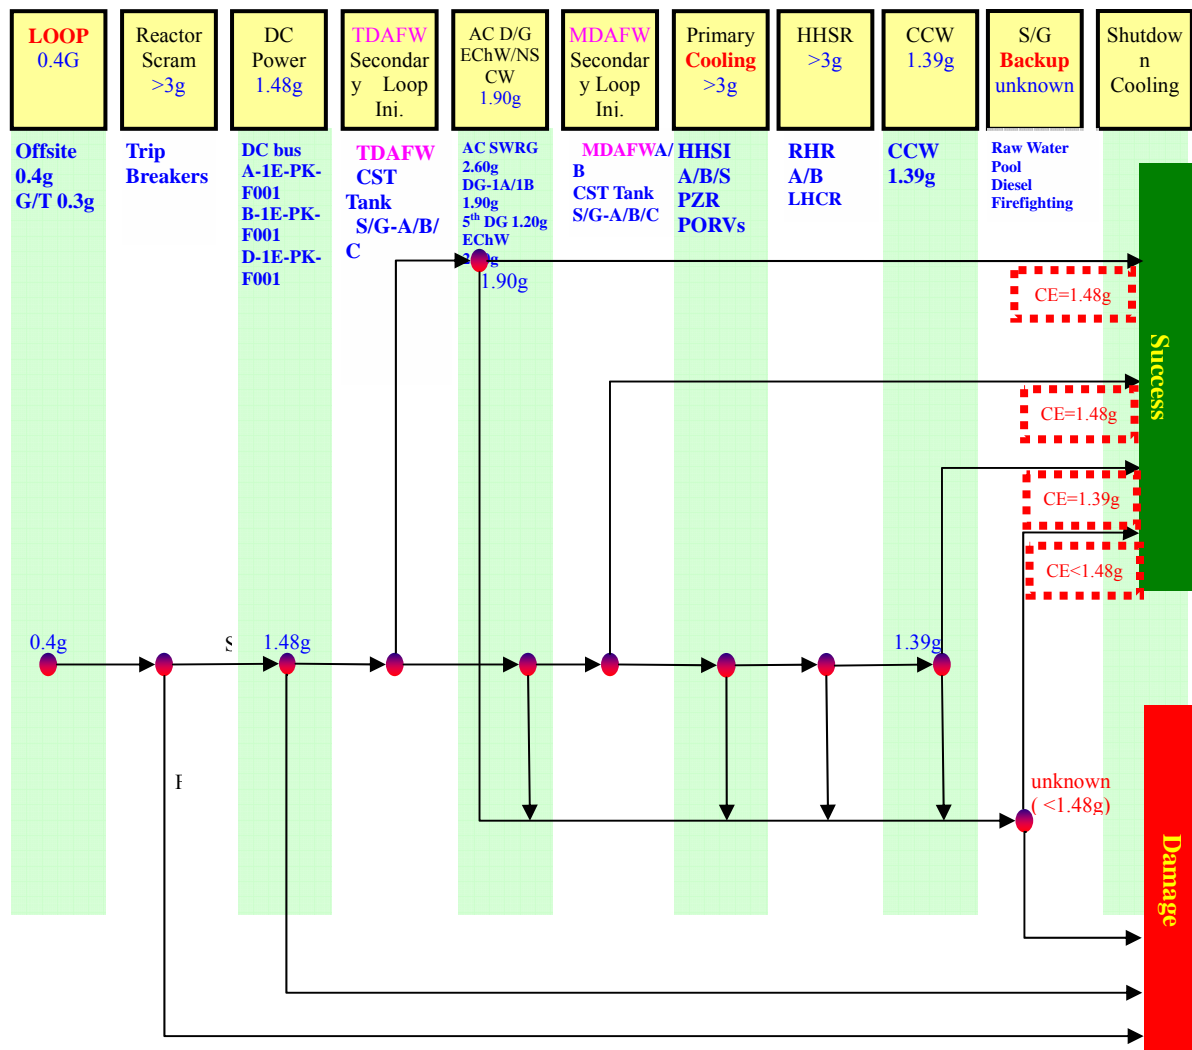 LOOP
0.4G
Reactor
Scram
>3g
DC
Power
1.48g
TDAFW
Secondar
y Loop
Inj.
AC D/G
EChW/NS
CW
1.90g
MDAFW
Secondar
y Loop
Inj.
Primary
Cooling
>3g
HHSR
>3g
CCW
1.39g
S/G
Backup
unknown
Shutdow
n
Cooling
Offsite
0.4g
G/T 0.3g
Trip
Breakers
DC bus
A-1E-PK-
F001
B-1E-PK-
F001
D-1E-PK-
F001
TDAFW
CST
Tank
S/G-A/B/
C
AC SWRG
2.60g
DG-1A/1B
1.90g
5th DG 1.20g
EChW
1.90g
MDAFWA/
B
CST Tank
S/G-A/B/C
HHSI
A/B/S
PZR
PORVs
RHR
A/B
LHCR
CCW
1.39g
Raw Water
Pool
Diesel
Firefighting
CE=1.48g
CE=1.48g
CE=1.39g
CE<1.48g
Success
0.4g
S
1.48g
1.39g
F
unknown
( <1.48g)
Damage